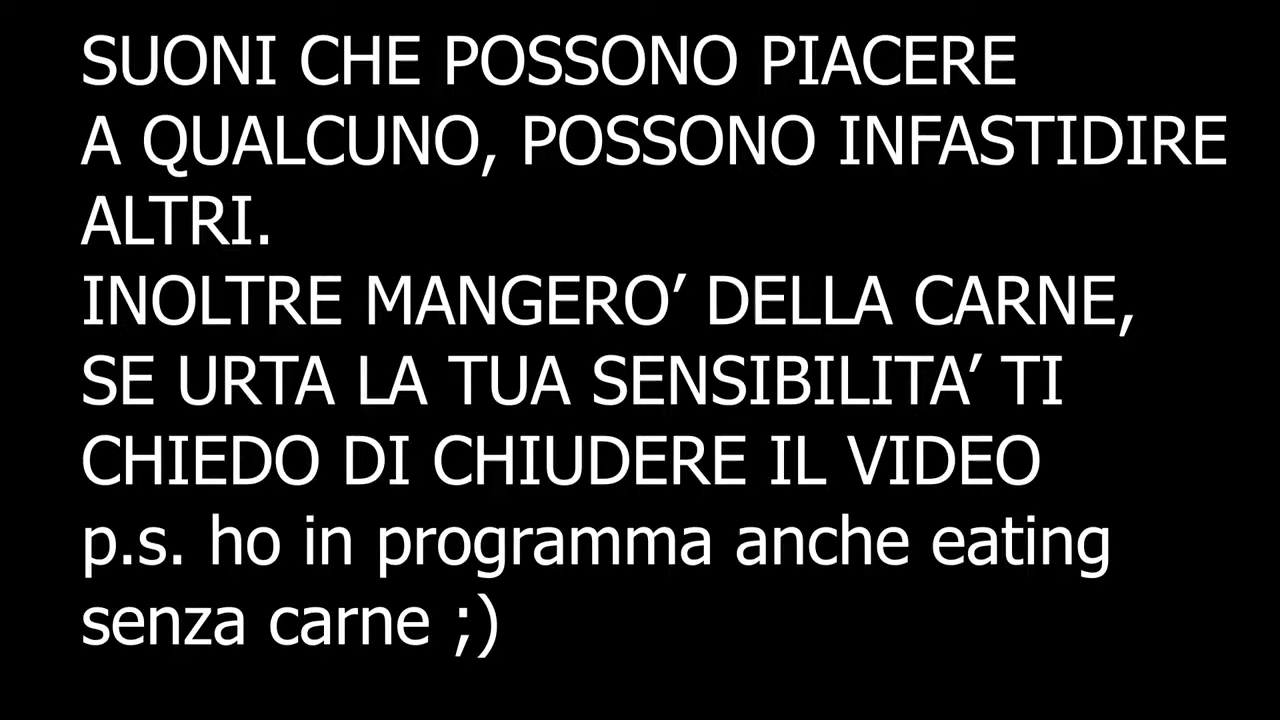 SUONI CHE POSSONO PIACERE
A QUALCUNO, POSSONO INFASTIDIRE
ALTRI.
INOLTRE MANGERO’ DELLA CARNE,
SE URTA LA TUA SENSIBILITA’ TI
CHIEDO DI CHIUDERE IL VIDEO
p.s. ho in programma anche eating
senza carne ;)